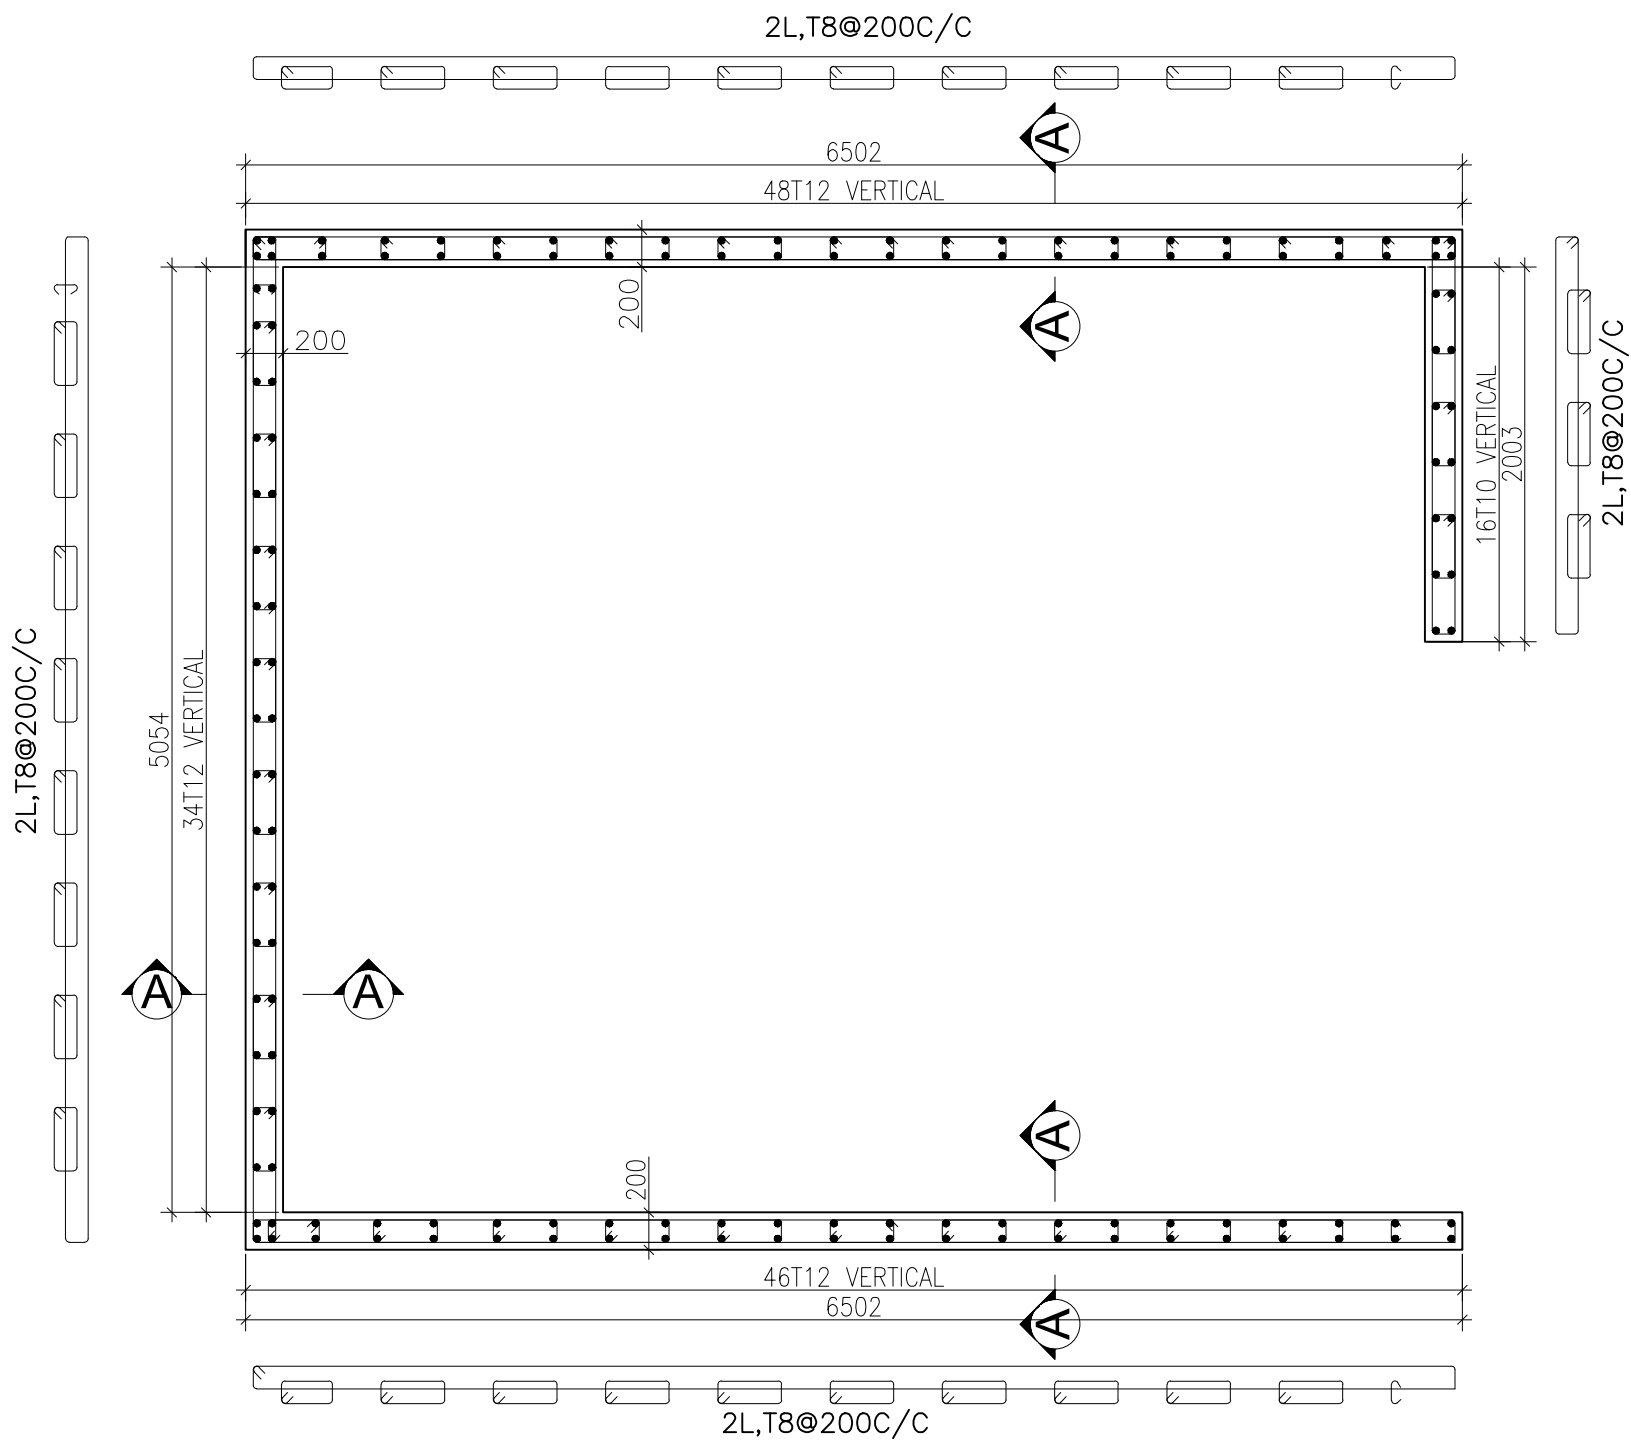 2L,T8@200C/C
A
6502
48T12 VERTICAL
200
A
200
2L,T8@200C/C
16T10 VERTICAL
2003
2L,T8@200C/C
5054
34T12 VERTICAL
A
A
A
200
46T12 VERTICAL
6502
A
2L,T8@200C/C